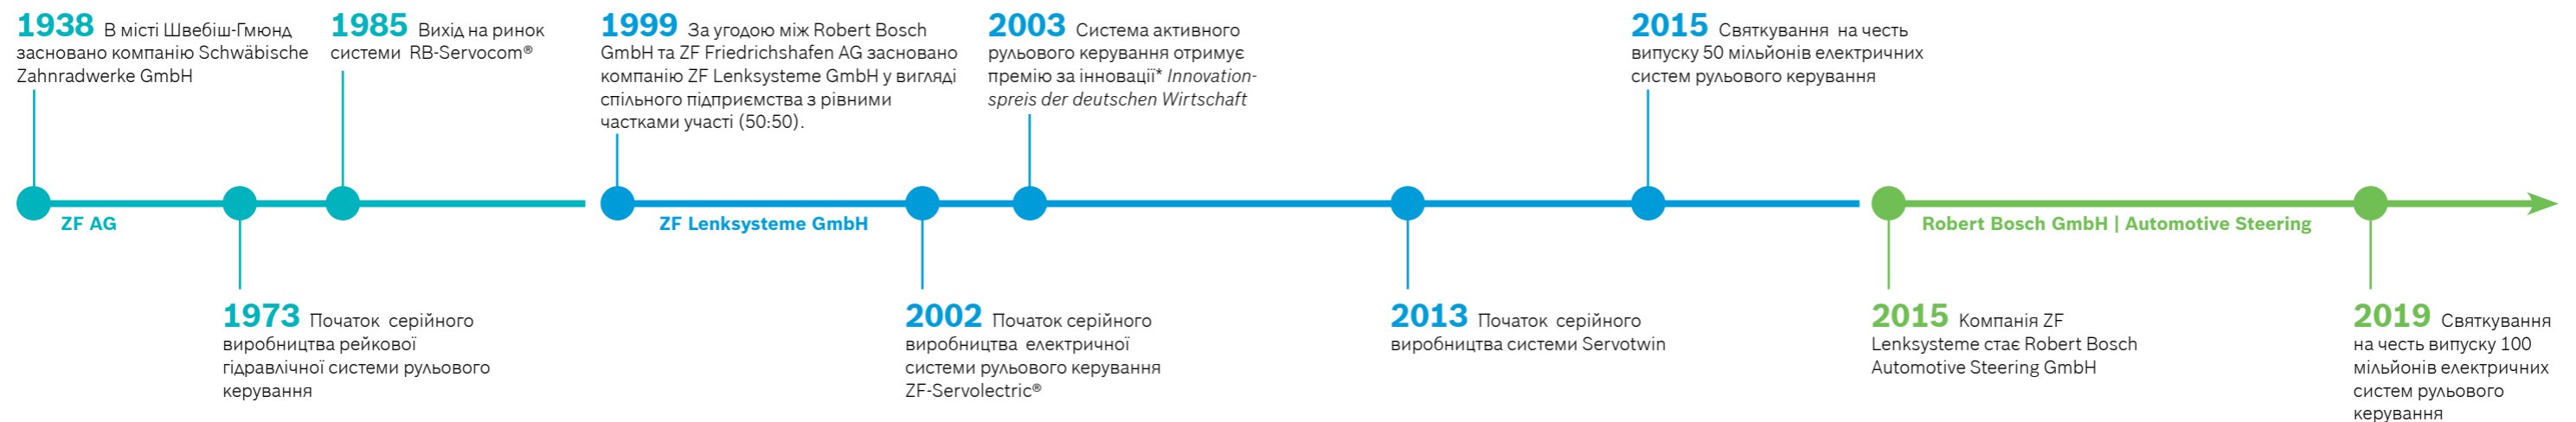 1938 В місті Швебіш-Гмюнд
засновано компанію Schwäbische
Zahnradwerke GmbH
1985 Вихід на ринок
системи RB-Servocom®
1999 За угодою між Robert Bosch
GmbH та ZF Friedrichshafen AG засновано
компанію ZF Lenksysteme GmbH у вигляді
спільного підприємства з рівними
частками участі (50:50).
2003 Система активного
рульового керування отримує
премію за інновації* Innovation-
spreis der deutschen Wirtschaft
2015 Святкування на честь
випуску 50 мільйонів електричних
систем рульового керування
ZF AG
ZF Lenksysteme GmbH
Robert Bosch GmbH | Automotive Steering
1973 Початок серійного
виробництва рейкової
гідравлічної системи рульового
керування
2002 Початок серійного
виробництва електричної
системи рульового керування
ZF-Servolectric®
2013 Початок серійного
виробництва системи Servotwin
2015 Компанія ZF
Lenksysteme стає Robert Bosch
Automotive Steering GmbH
2019 Святкування
на честь випуску 100
мільйонів електричних
систем рульового
керування